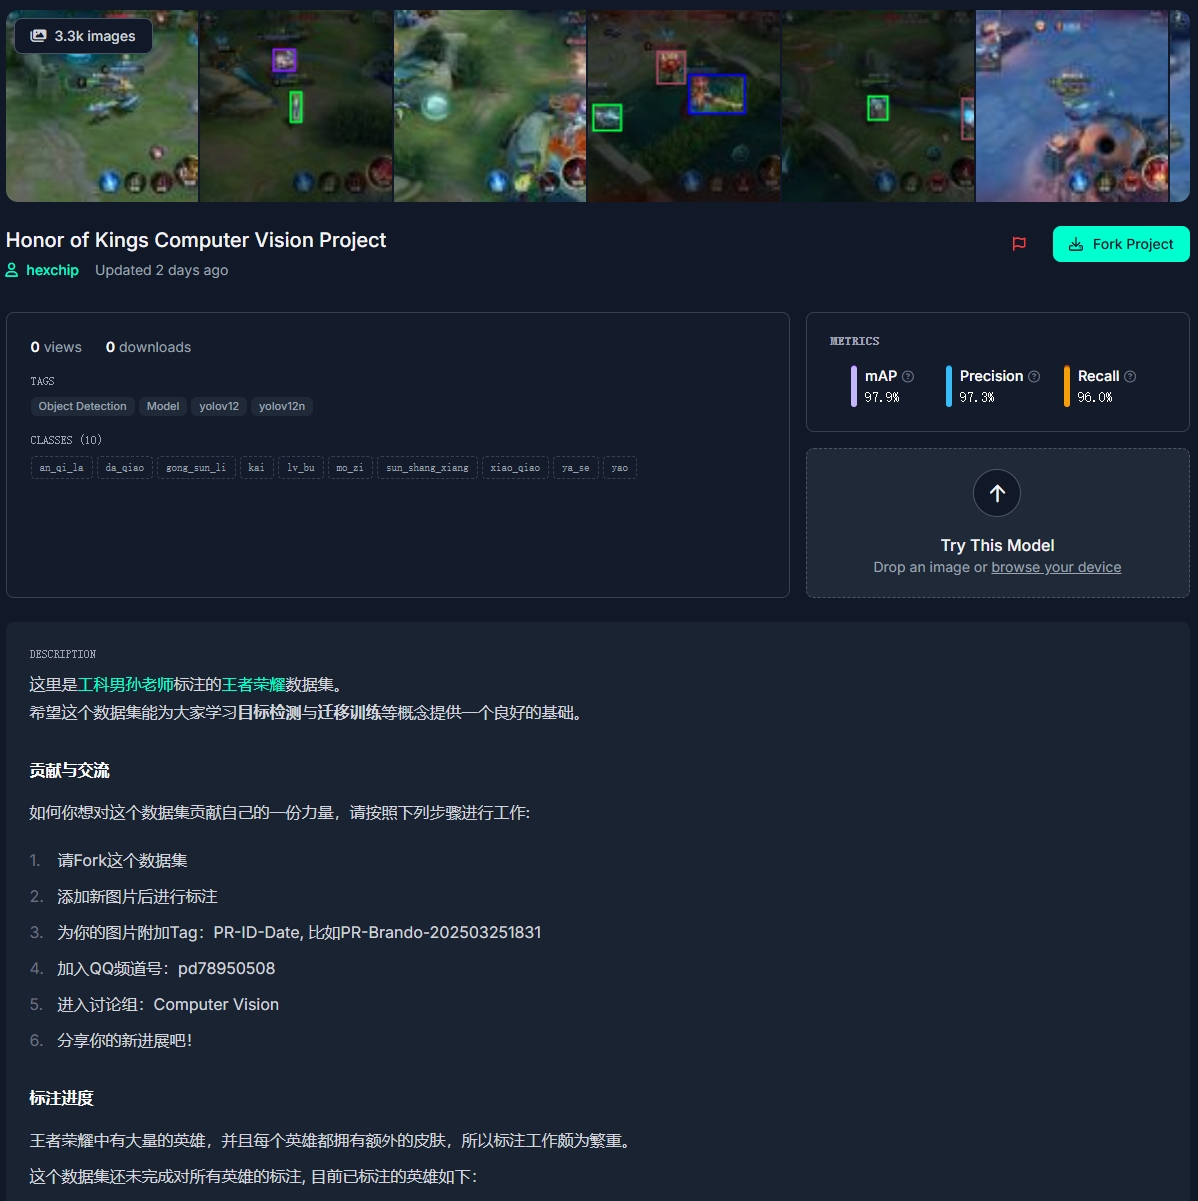 3.3k images
Honor of Kings Computer Vision Project
Fork Project
hexchip Updated 2 days ago
0 views 0 downloads
TAGS
Object Detection Model yolov12 yolov12n
CLASSES (10)
an_qi_la da_qiao gong_sun_li kai lv_bu mo_zi sun_shang_xiang xiao_qiao ya_se yao
METRICS
mAP Precision Recall
97.9% 97.3% 96.0%
Try This Model
Drop an image or browse your device
DESCRIPTION
这里是工科男孙老师标注的王者荣耀数据集。
希望这个数据集能为大家学习目标检测与迁移训练等概念提供一个良好的基础。
贡献与交流
如何你想对这个数据集贡献自己的一份力量，请按照下列步骤进行工作:
1. 请Fork这个数据集
2. 添加新图片后进行标注
3. 为你的图片附加Tag：PR-ID-Date, 比如PR-Brando-202503251831
4. 加入QQ频道号：pd78950508
5. 进入讨论组：Computer Vision
6. 分享你的新进展吧！
标注进度
王者荣耀中有大量的英雄，并且每个英雄都拥有额外的皮肤，所以标注工作颇为繁重。
这个数据集还未完成对所有英雄的标注, 目前已标注的英雄如下：